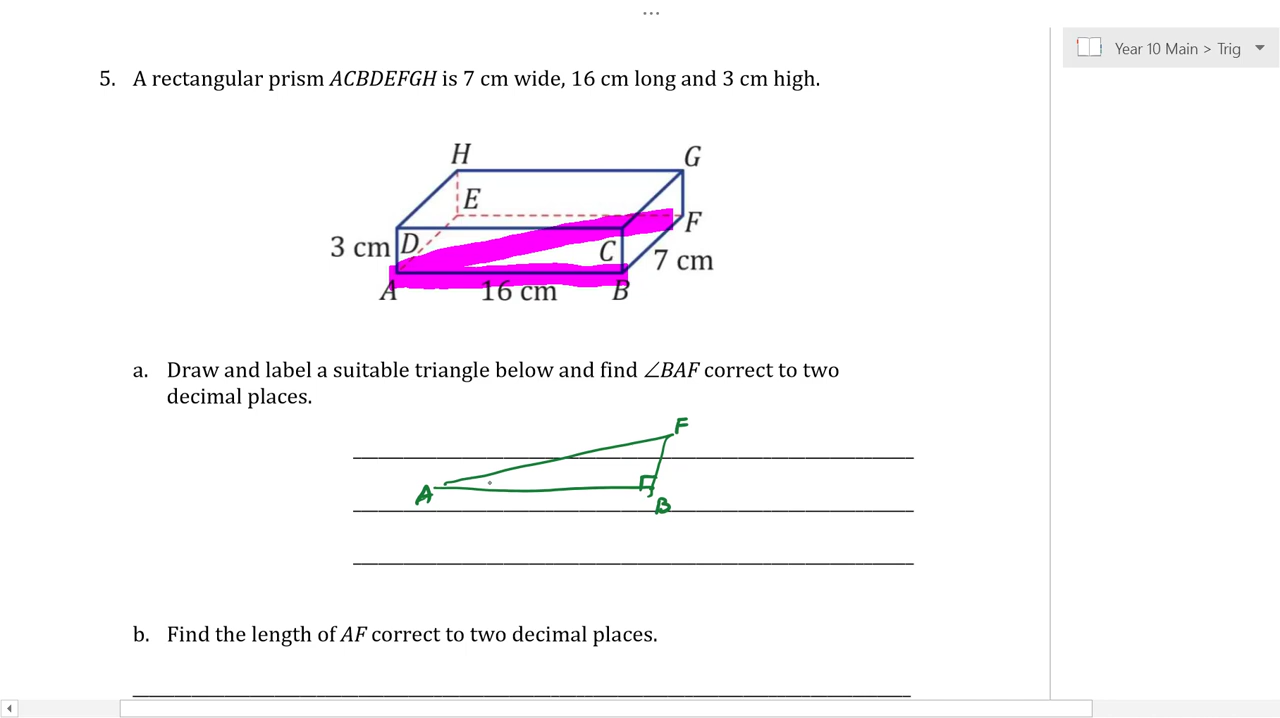 ...
Year 10 Main > Trig
5. A rectangular prism ACBDEFGH is 7 cm wide, 16 cm long and 3 cm high.
H G
E
F
3 cm D C 7 cm
A 16 cm B
a. Draw and label a suitable triangle below and find ∠BAF correct to two
decimal places.
F
A
B
b. Find the length of AF correct to two decimal places.